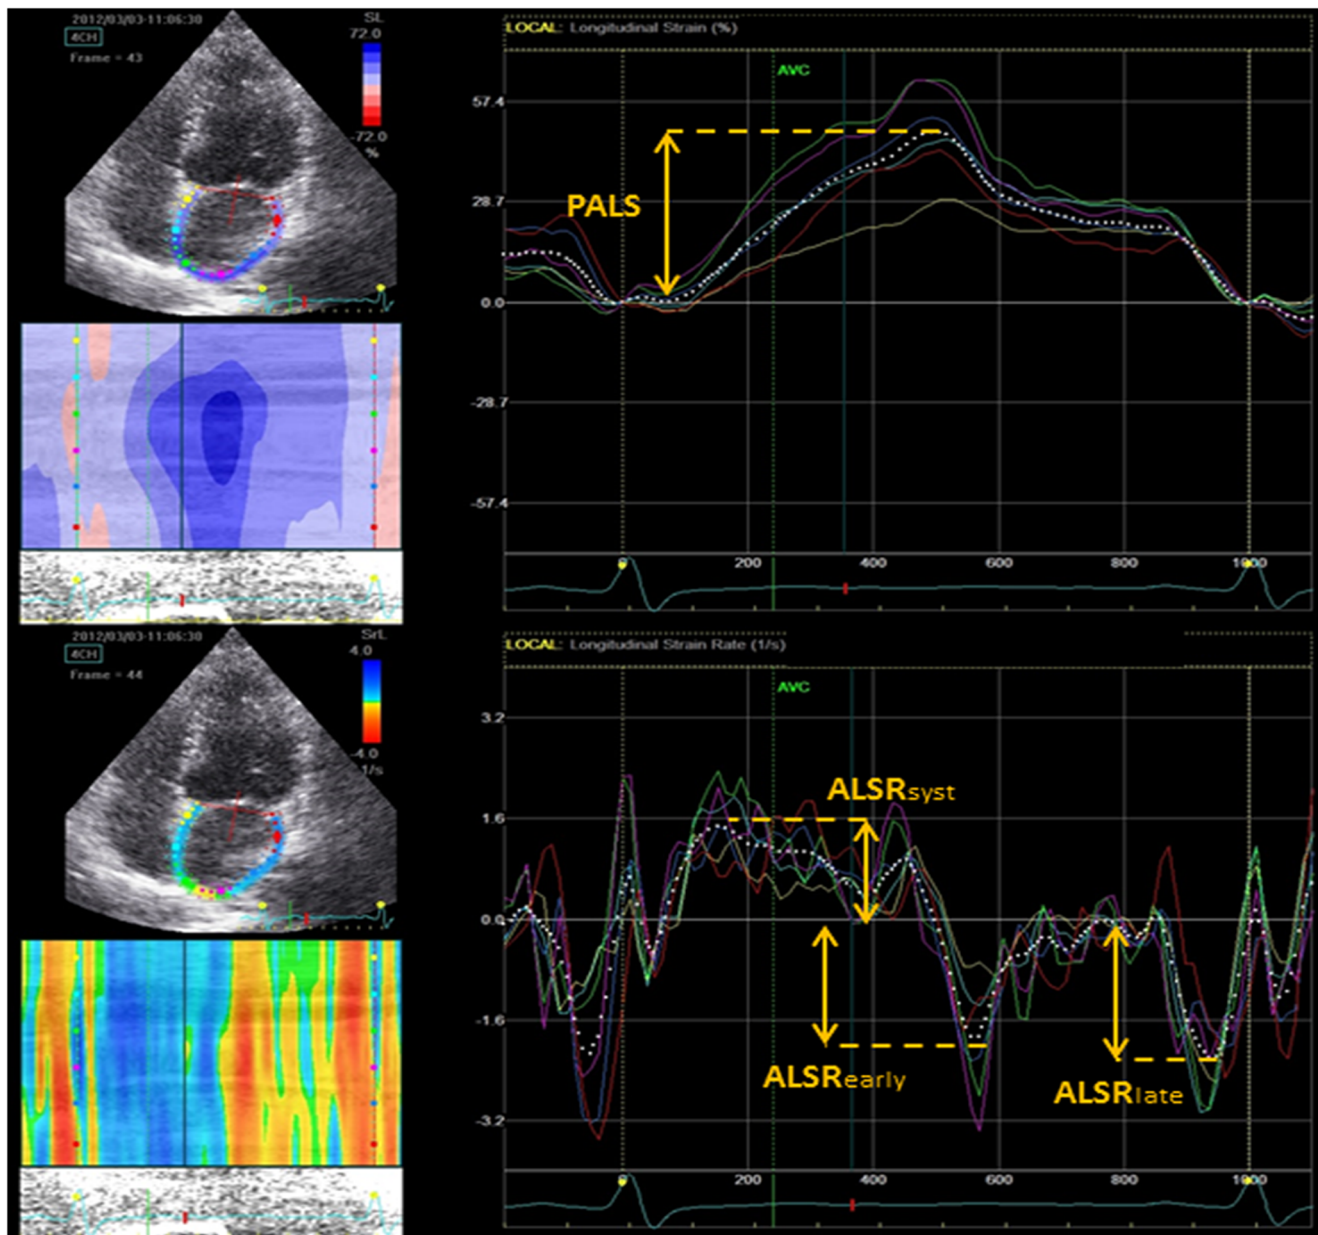 2012/03/03-11:06:30
SL
4CH
72.0
Frame = 43
-72.0
%
LOCAL: Longitudinal Strain (%)
AVC
57.4
PALS
28.7
0.0
-28.7
-57.4
200
400
600
800
1000
2012/03/03-11:06:30
SrL
4CH
4.0
Frame = 44
-4.0
1/s
LOCAL: Longitudinal Strain Rate (1/s)
AVC
3.2
ALSRsyst
1.6
0.0
-1.6
ALSRearly
ALSRlate
-3.2
200
400
600
800
1000